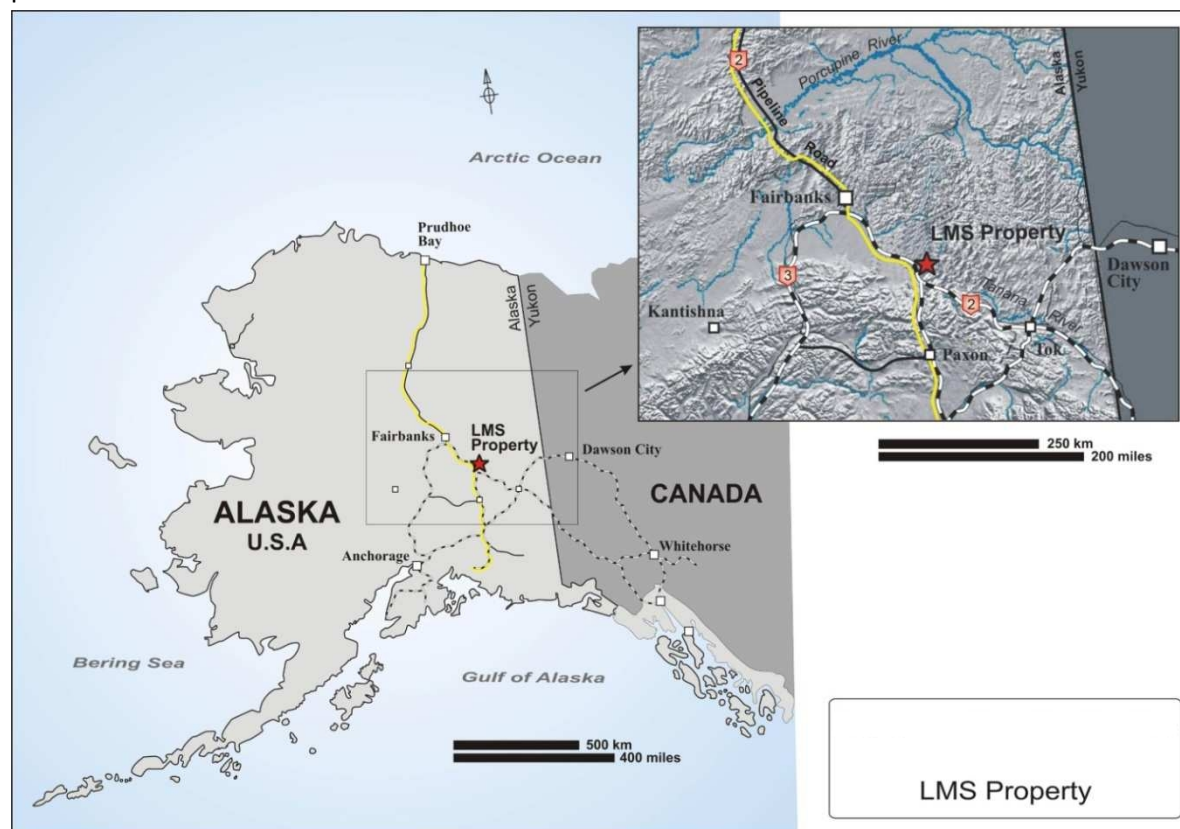 Arctic Ocean
Prudhoe
Bay
Alaska
Yukon
Fairbanks
LMS
Property
Dawson City
ALASKA
U.S.A
CANADA
Anchorage
Whitehorse
Bering Sea
Gulf of Alaska
500 km
400 miles
2
Porcupine River
Alaska
Yukon
Pipeline
Road
Fairbanks
LMS Property
Dawson
City
3
Kantishna
2
Tanana
River
Tok
Paxon
250 km
200 miles
LMS Property